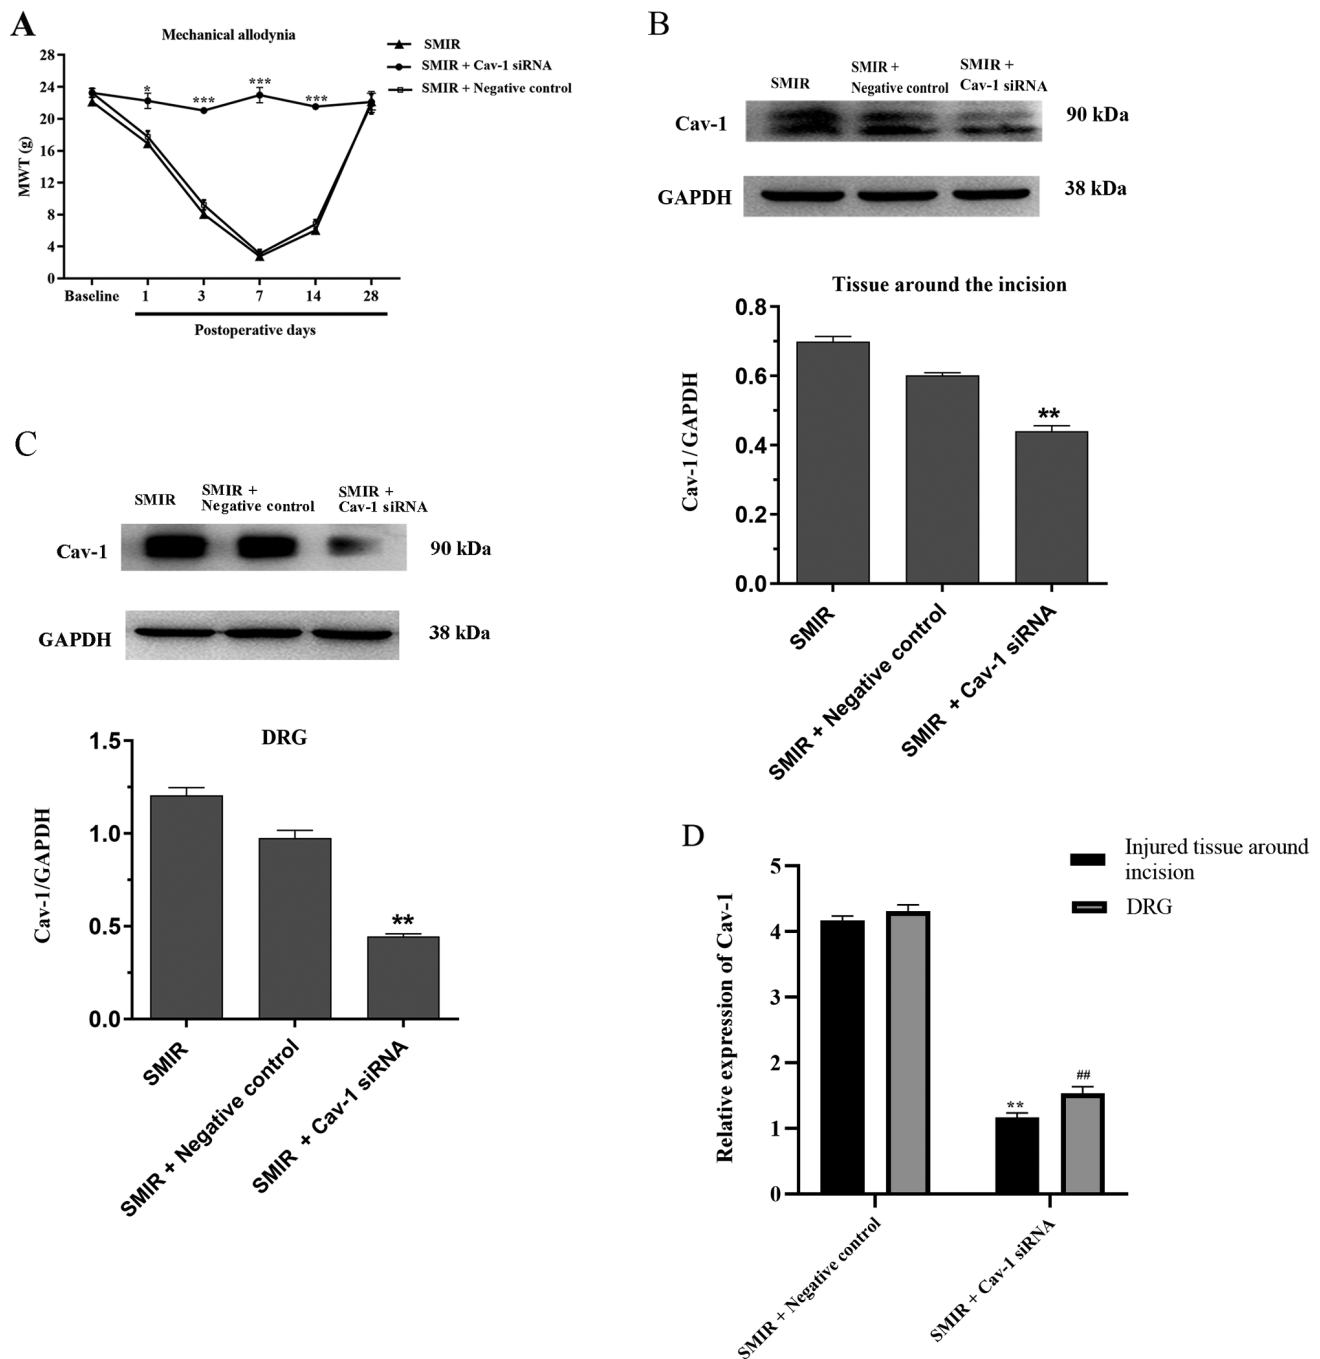 A
Mechanical allodynia
SMIR
SMIR + Cav-1 siRNA
SMIR + Negative control
MWT (g)
28
24
20
16
12
8
4
0
*
***
***
***
Baseline 1 3 7 14 28
Postoperative days
B
SMIR
SMIR +
Negative control
SMIR +
Cav-1 siRNA
Cav-1
90 kDa
GAPDH
38 kDa
Tissue around the incision
Cav-1/GAPDH
0.8
0.6
0.4
0.2
0.0
**
SMIR
SMIR + Negative control
SMIR + Cav-1 siRNA
C
SMIR
SMIR +
Negative control
SMIR +
Cav-1 siRNA
Cav-1
90 kDa
GAPDH
38 kDa
DRG
Cav-1/GAPDH
1.5
1.0
0.5
0.0
**
SMIR
SMIR + Negative control
SMIR + Cav-1 siRNA
D
Injured tissue around
incision
DRG
Relative expression of Cav-1
5
4
3
2
1
0
**
##
SMIR + Negative control
SMIR + Cav-1 siRNA